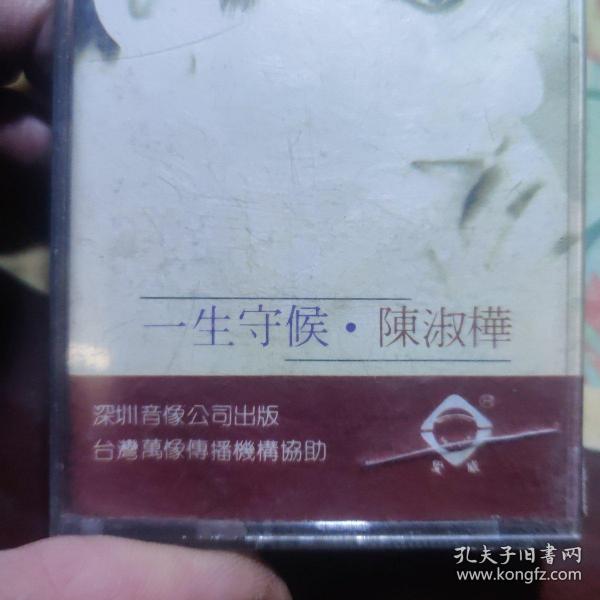 一生守候·陳淑樺
深圳音像公司出版
台灣萬像傳播機構協助
®
孔夫子旧書网
www.kongfz.com